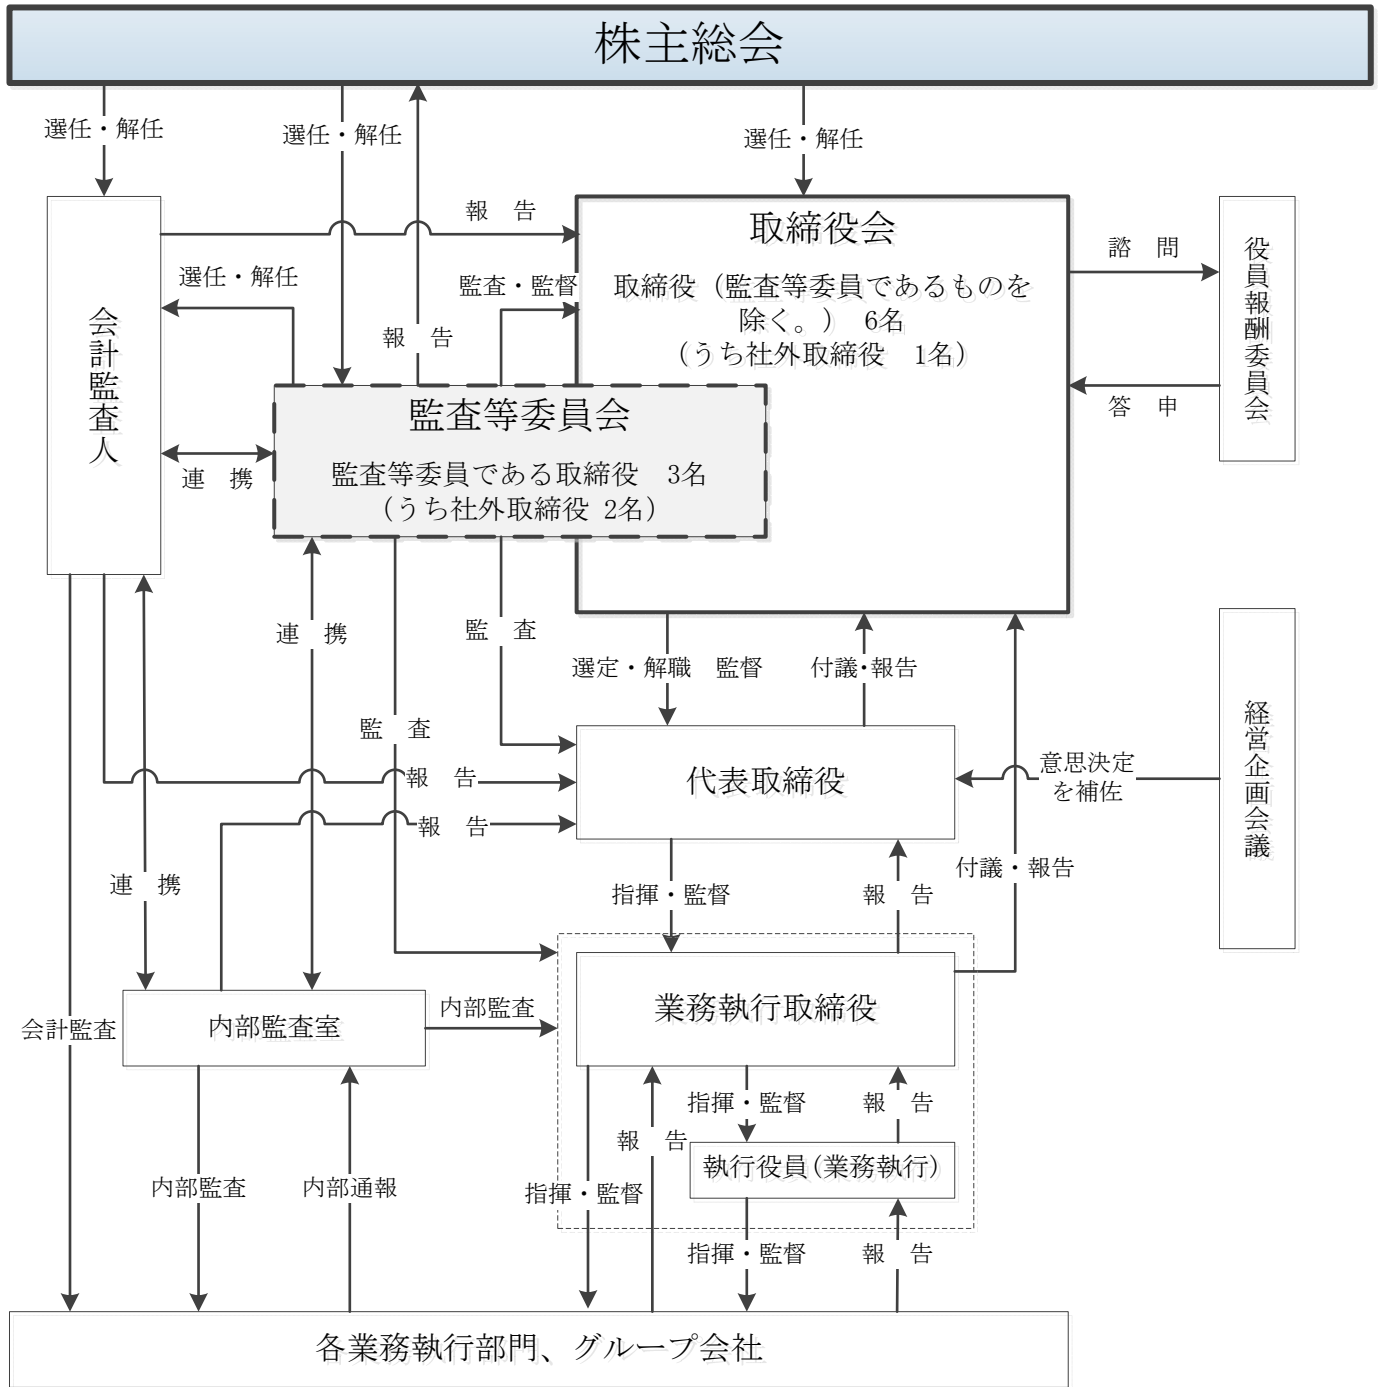 株主総会
選任・解任
選任・解任
選任・解任
報　告
取締役会
諮　問
選任・解任
監査・監督
取締役（監査等委員であるものを
除く。）　6名
（うち社外取締役　1名）
役員報酬委員会
会計監査人
報　告
答　申
監査等委員会
監査等委員である取締役　3名
（うち社外取締役 2名）
連　携
連　携
監　査
選定・解職　監督
付議・報告
監　査
経営企画会議
意思決定
を補佐
報　告
代表取締役
報　告
連　携
指揮・監督
報　告
付議・報告
業務執行取締役
内部監査
会計監査
内部監査室
指揮・監督
報　告
報　告
執行役員(業務執行)
内部監査
内部通報
指揮・監督
指揮・監督
報　告
各業務執行部門、グループ会社